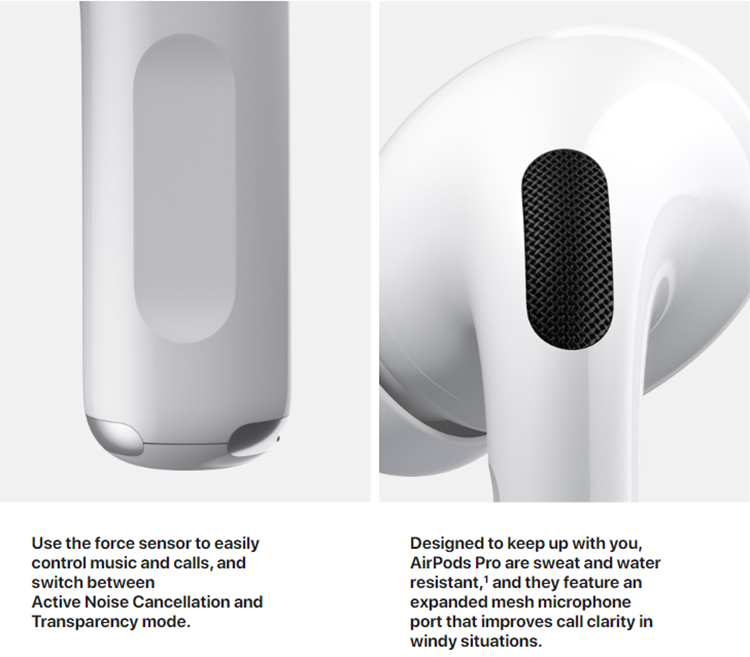 Use the force sensor to easily
control music and calls, and
switch between
Active Noise Cancellation and
Transparency mode.
Designed to keep up with you,
AirPods Pro are sweat and water
resistant,¹ and they feature an
expanded mesh microphone
port that improves call clarity in
windy situations.